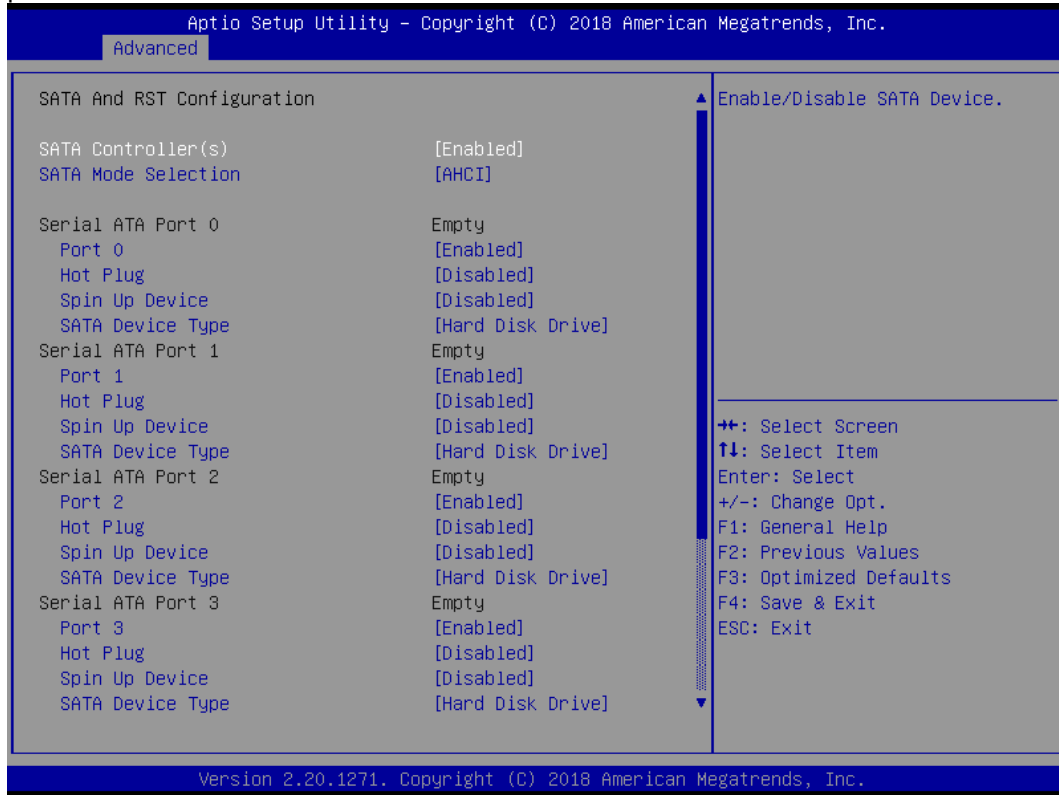 Aptio Setup Utility – Copyright (C) 2018 American Megatrends, Inc.
Advanced
SATA And RST Configuration
SATA Controller(s) [Enabled]
SATA Mode Selection [AHCI]
Serial ATA Port 0 Empty
Port 0 [Enabled]
Hot Plug [Disabled]
Spin Up Device [Disabled]
SATA Device Type [Hard Disk Drive]
Serial ATA Port 1 Empty
Port 1 [Enabled]
Hot Plug [Disabled]
Spin Up Device [Disabled]
SATA Device Type [Hard Disk Drive]
Serial ATA Port 2 Empty
Port 2 [Enabled]
Hot Plug [Disabled]
Spin Up Device [Disabled]
SATA Device Type [Hard Disk Drive]
Serial ATA Port 3 Empty
Port 3 [Enabled]
Hot Plug [Disabled]
Spin Up Device [Disabled]
SATA Device Type [Hard Disk Drive]
Enable/Disable SATA Device.
→←: Select Screen
↑↓: Select Item
Enter: Select
+/-: Change Opt.
F1: General Help
F2: Previous Values
F3: Optimized Defaults
F4: Save & Exit
ESC: Exit
Version 2.20.1271. Copyright (C) 2018 American Megatrends, Inc.